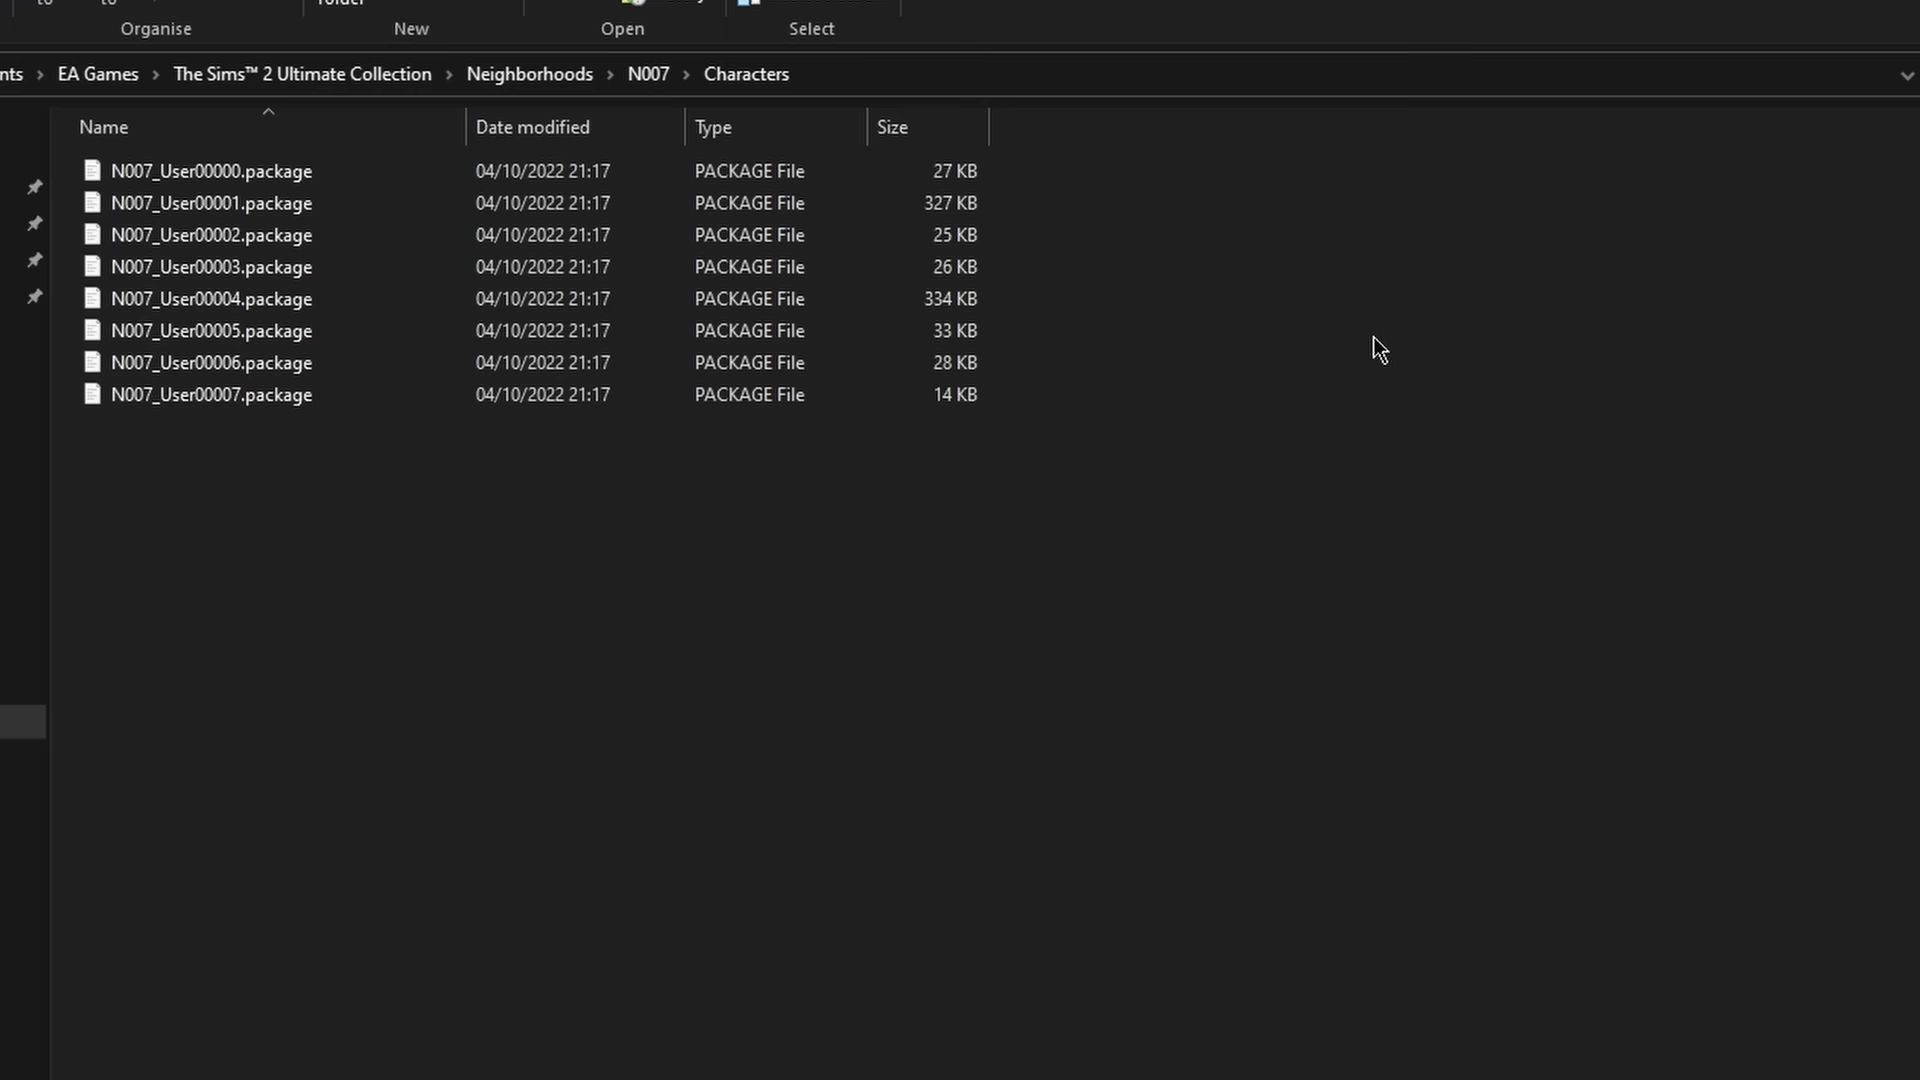 Organise New Open Select
EA Games > The Sims™ 2 Ultimate Collection > Neighborhoods > N007 > Characters
Name Date modified Type Size
N007_User00000.package 04/10/2022 21:17 PACKAGE File 27 KB
N007_User00001.package 04/10/2022 21:17 PACKAGE File 327 KB
N007_User00002.package 04/10/2022 21:17 PACKAGE File 25 KB
N007_User00003.package 04/10/2022 21:17 PACKAGE File 26 KB
N007_User00004.package 04/10/2022 21:17 PACKAGE File 334 KB
N007_User00005.package 04/10/2022 21:17 PACKAGE File 33 KB
N007_User00006.package 04/10/2022 21:17 PACKAGE File 28 KB
N007_User00007.package 04/10/2022 21:17 PACKAGE File 14 KB